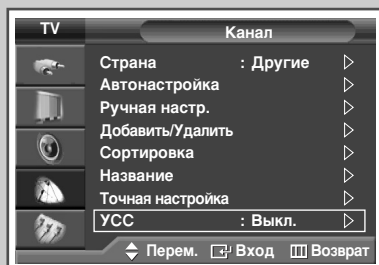 TV
Канал
Страна : Другие
Автонастройка
Ручная настр.
Добавить/Удалить
Сортировка
Название
Точная настройка
УСС : Выкл.
Перем. Вход Возврат